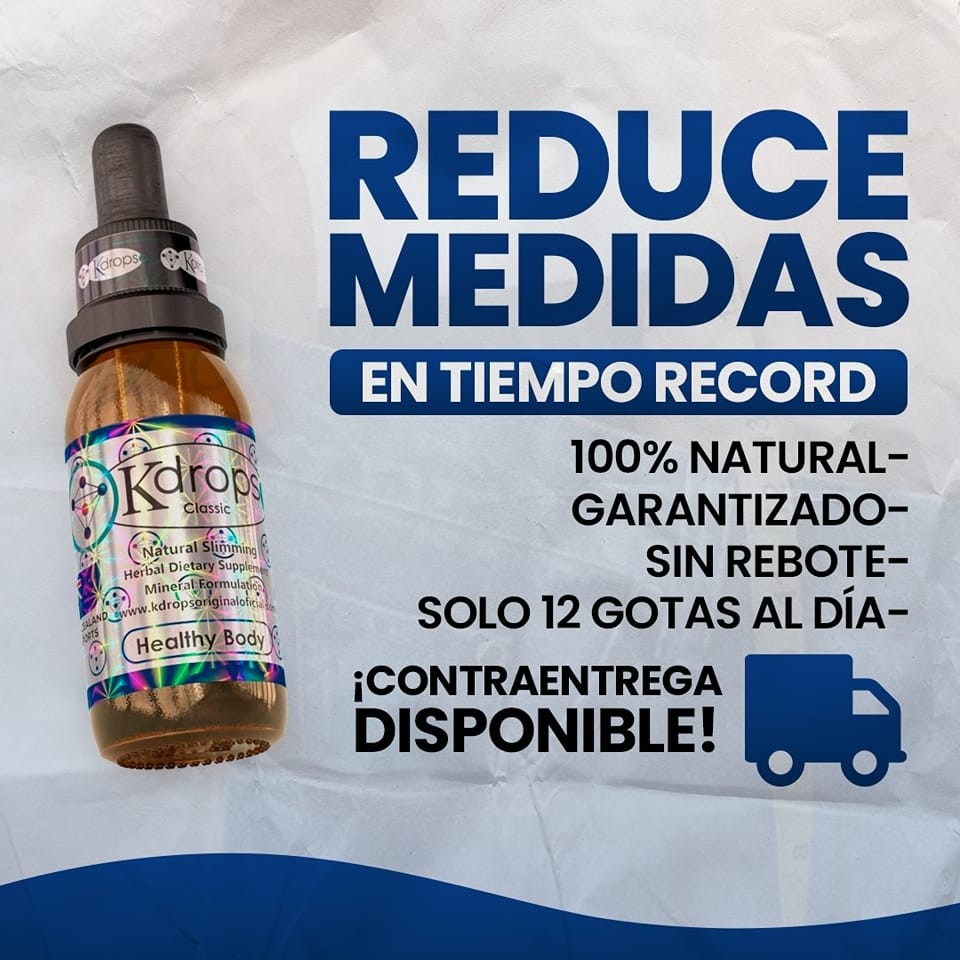 REDUCE
MEDIDAS
EN TIEMPO RECORD
100% NATURAL-
GARANTIZADO-
SIN REBOTE-
SOLO 12 GOTAS AL DÍA-
¡CONTRAENTREGA
DISPONIBLE!
Kdrops
Kdrops
Classic
Natural Slimming
Herbal Dietary
Mineral Formulation
www.kdropsoriginaloficial.com
Healthy Body